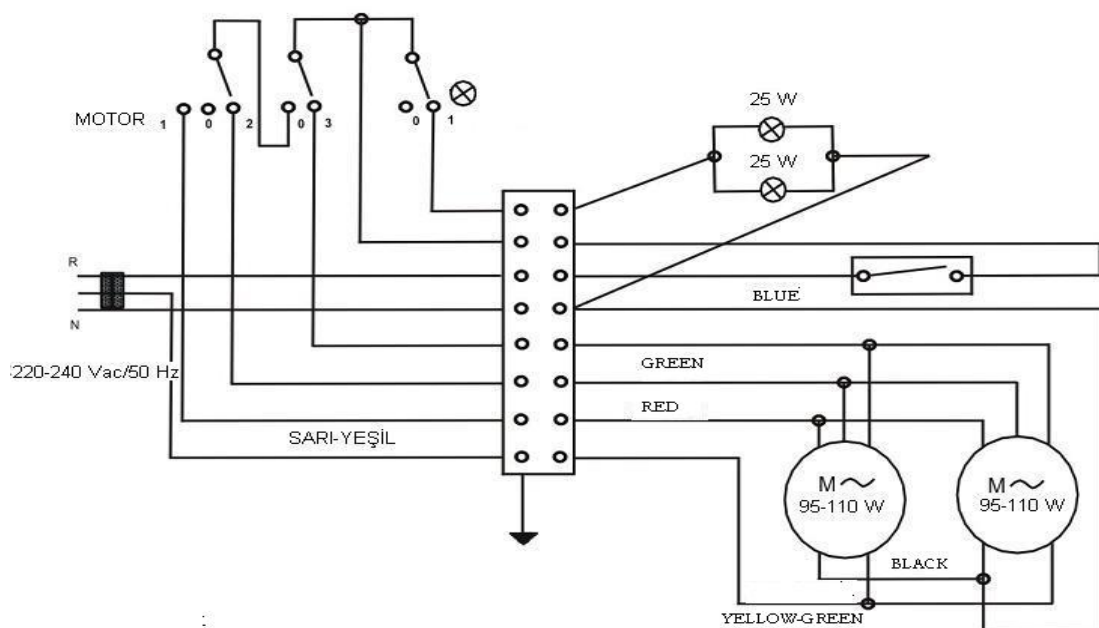 MOTOR 1 0 2 0 3 0 1
25 W
25 W
R
BLUE
N
220-240 Vac/50 Hz
GREEN
RED
SARI-YEŞİL
M M
95-110 W 95-110 W
BLACK
YELLOW-GREEN